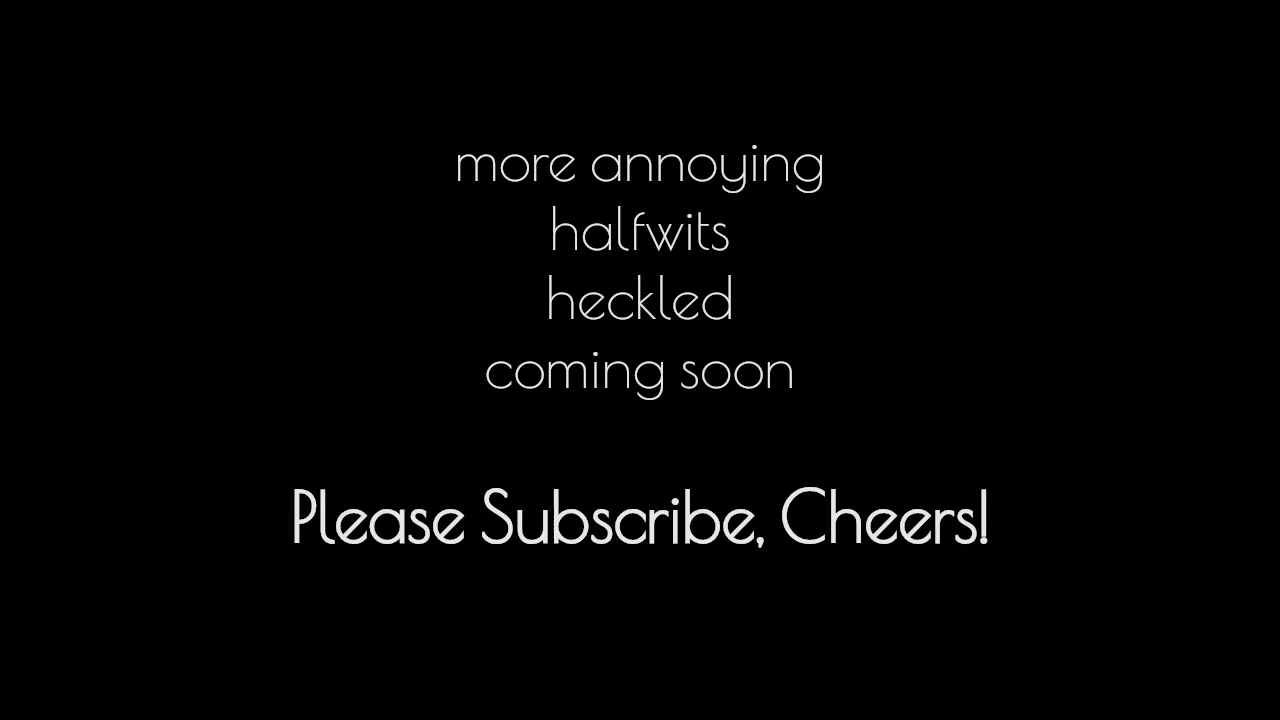 more annoying
halfwits
heckled
coming soon
Please Subscribe, Cheers!